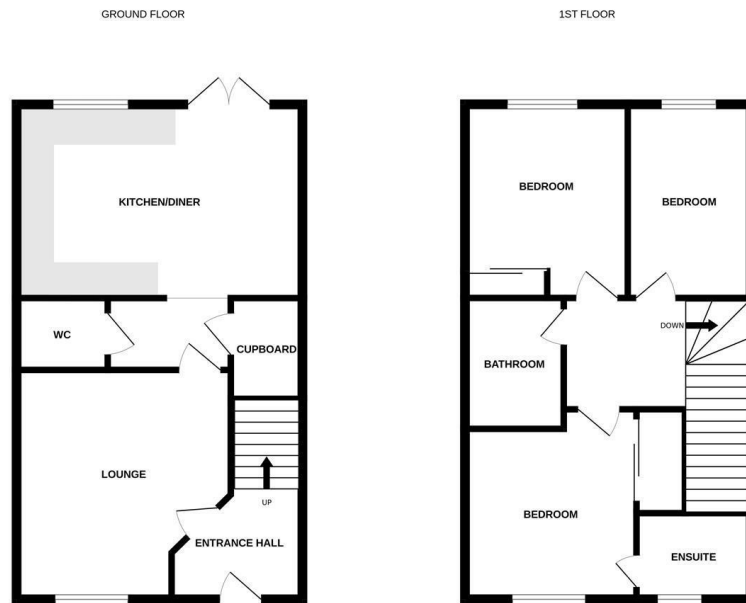 GROUND FLOOR
KITCHEN/DINER
WC
CUPBOARD
LOUNGE
UP
ENTRANCE HALL
1ST FLOOR
BEDROOM
BEDROOM
DOWN
BATHROOM
BEDROOM
ENSUITE